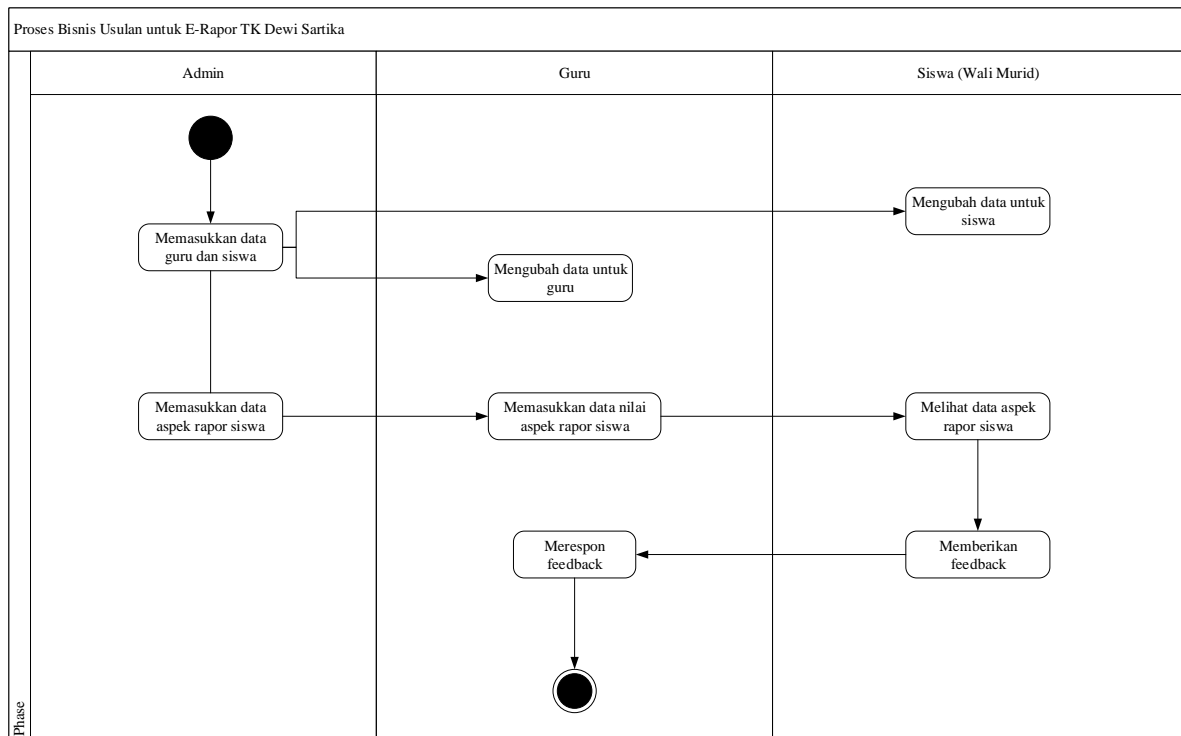 Proses Bisnis Usulan untuk E-Rapor TK Dewi Sartika
Phase
Admin
Guru
Siswa (Wali Murid)
Mengubah data untuk
siswa
Memasukkan data
guru dan siswa
Mengubah data untuk
guru
Memasukkan data
aspek rapor siswa
Memasukkan data nilai
aspek rapor siswa
Melihat data aspek
rapor siswa
Merespon
feedback
Memberikan
feedback